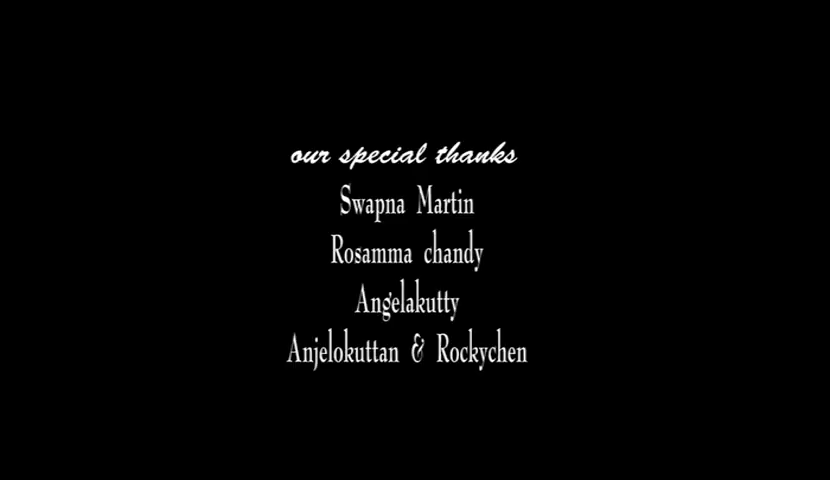 our special thanks
Swapna Martin
Rosamma chandy
Angelakutty
Anjelokuttan & Rockychen